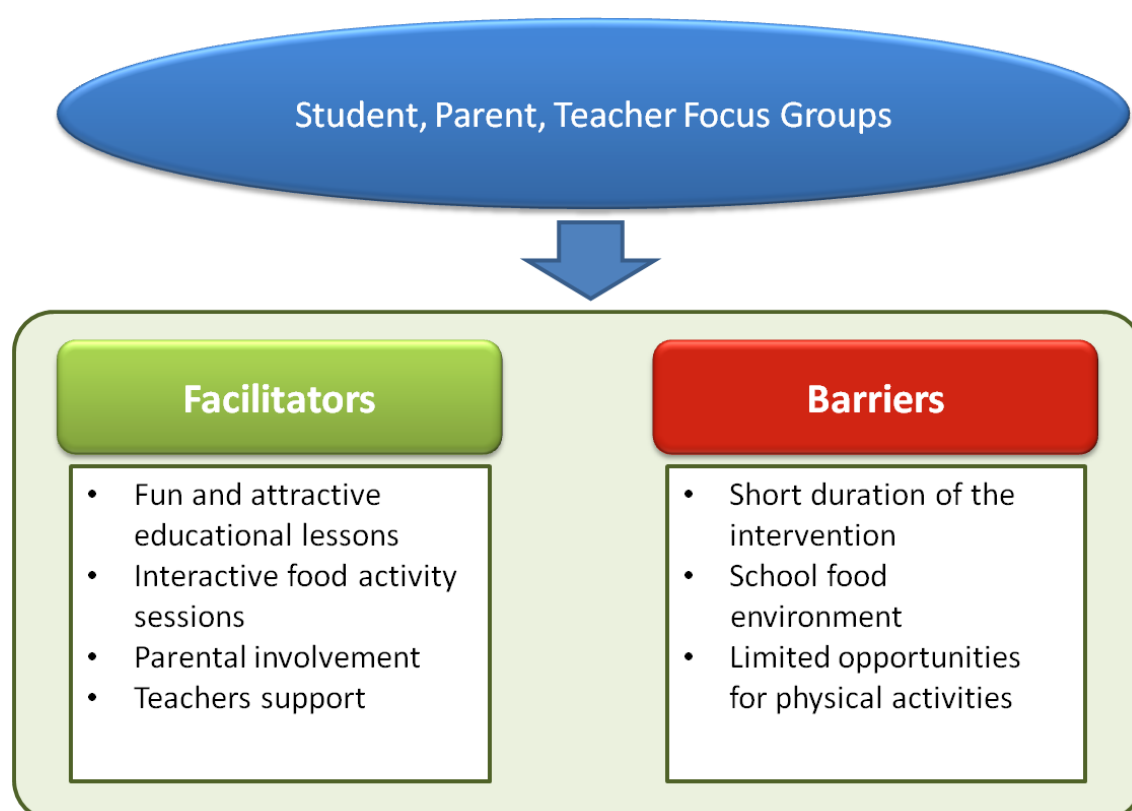 Student, Parent, Teacher Focus Groups
Facilitators
• Fun and attractive
educational lessons
• Interactive food activity
sessions
• Parental involvement
• Teachers support
Barriers
• Short duration of the
intervention
• School food
environment
• Limited opportunities
for physical activities